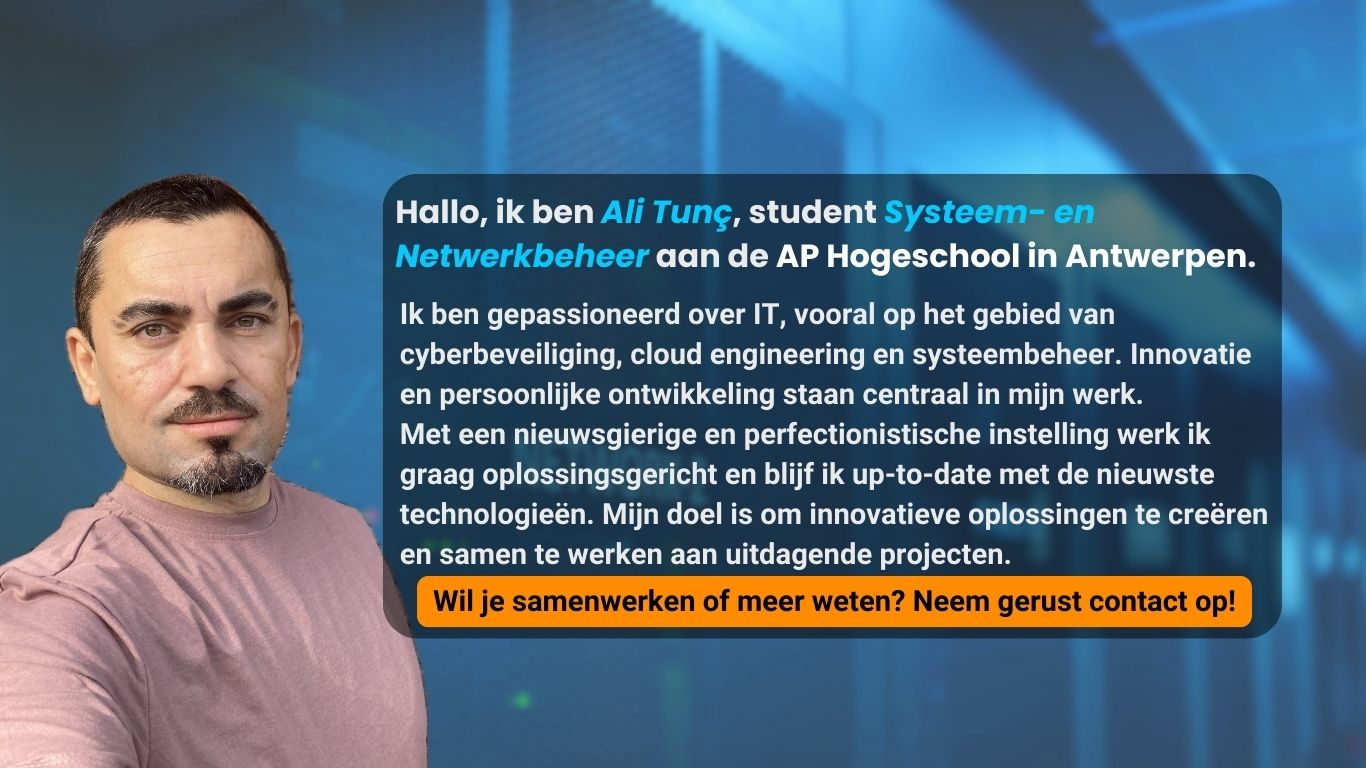 Hallo, ik ben Ali Tunç, student Systeem- en
Netwerkbeheer aan de AP Hogeschool in Antwerpen.
Ik ben gepassioneerd over IT, vooral op het gebied van
cyberbeveiliging, cloud engineering en systeembeheer. Innovatie
en persoonlijke ontwikkeling staan centraal in mijn werk.
Met een nieuwsgierige en perfectionistische instelling werk ik
graag oplossingsgericht en blijf ik up-to-date met de nieuwste
technologieën. Mijn doel is om innovatieve oplossingen te creëren
en samen te werken aan uitdagende projecten.
Wil je samenwerken of meer weten? Neem gerust contact op!